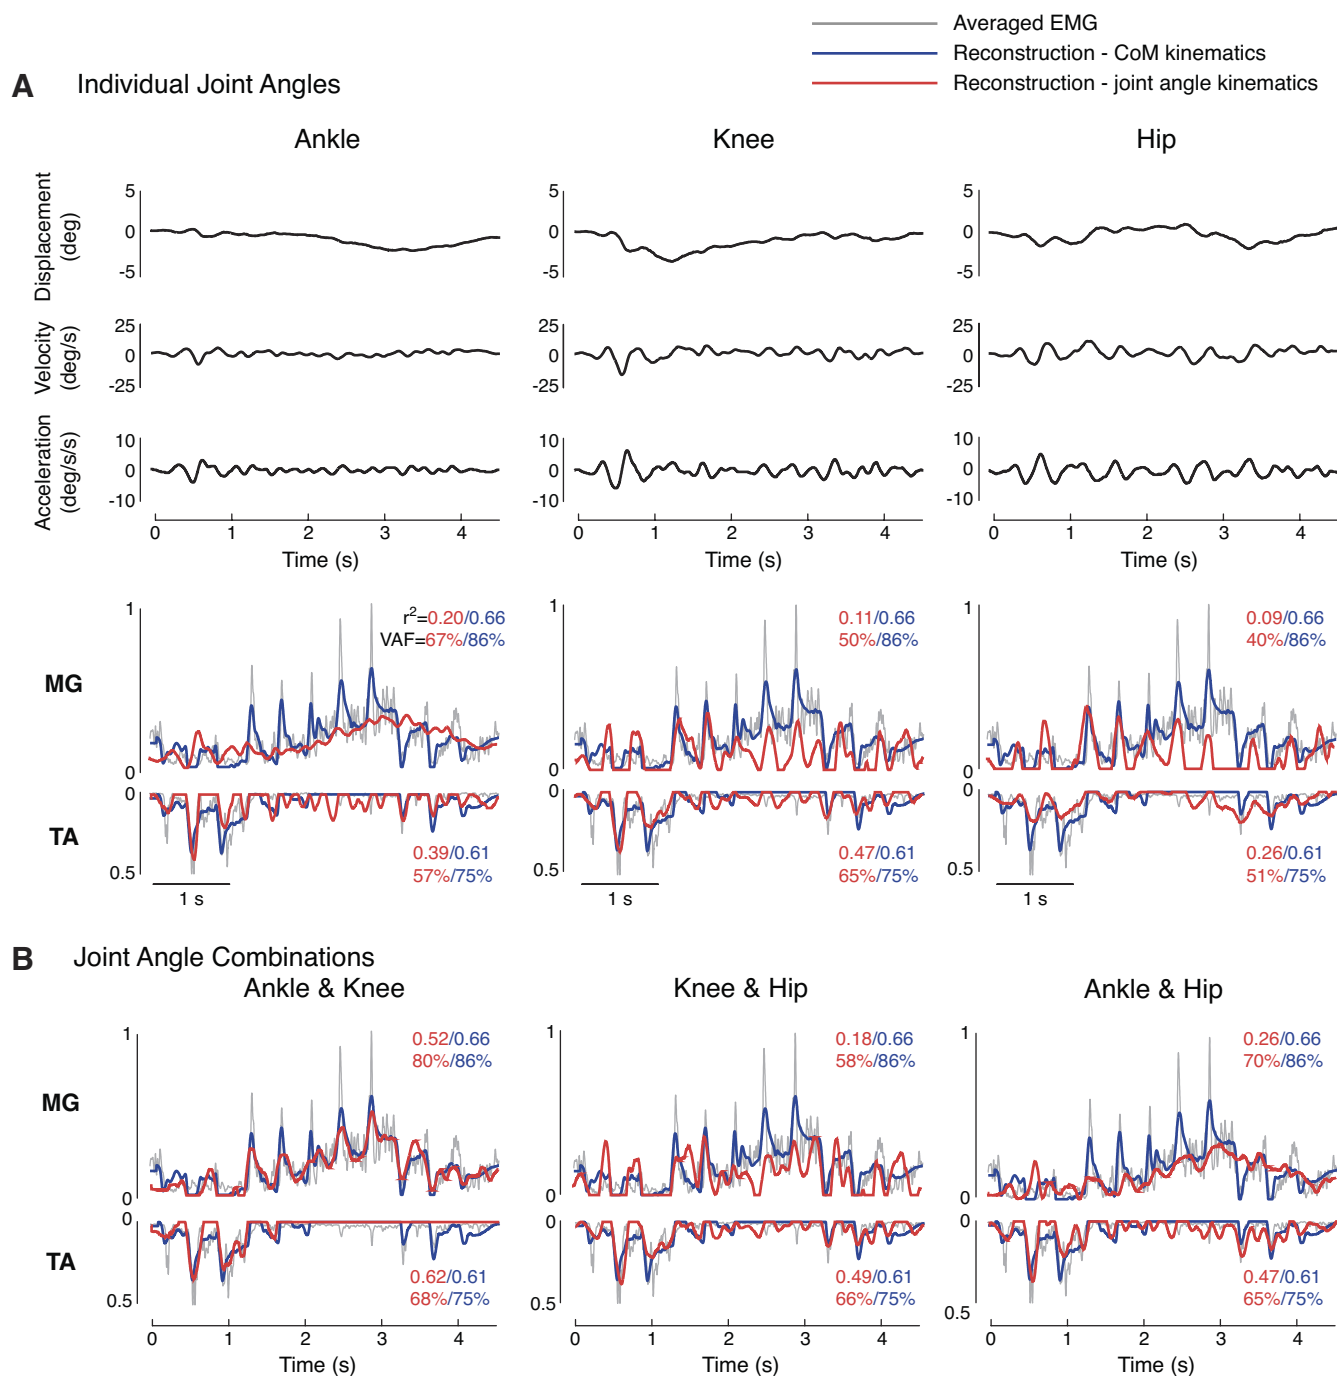 Averaged EMG
Reconstruction - CoM kinematics
Reconstruction - joint angle kinematics
A Individual Joint Angles
Ankle Knee Hip
Displacement (deg)
5 5 5
0 0 0
-5 -5 -5
Velocity (deg/s)
25 25 25
0 0 0
-25 -25 -25
Acceleration (deg/s/s)
10 10 10
0 0 0
-10 -10 -10
0 1 2 3 4 0 1 2 3 4 0 1 2 3 4
Time (s) Time (s) Time (s)
MG
1 1 1
r²=0.20/0.66 0.11/0.66 0.09/0.66
VAF=67%/86% 50%/86% 40%/86%
0 0 0
TA
0 0 0
0.39/0.61 0.47/0.61 0.26/0.61
57%/75% 65%/75% 51%/75%
0.5 0.5 0.5
1 s 1 s 1 s
B Joint Angle Combinations
Ankle & Knee Knee & Hip Ankle & Hip
MG
1 1 1
0.52/0.66 0.18/0.66 0.26/0.66
80%/86% 58%/86% 70%/86%
0 0 0
TA
0 0 0
0.62/0.61 0.49/0.61 0.47/0.61
68%/75% 66%/75% 65%/75%
0.5 0.5 0.5
0 1 2 3 4 0 1 2 3 4 0 1 2 3 4
Time (s) Time (s) Time (s)